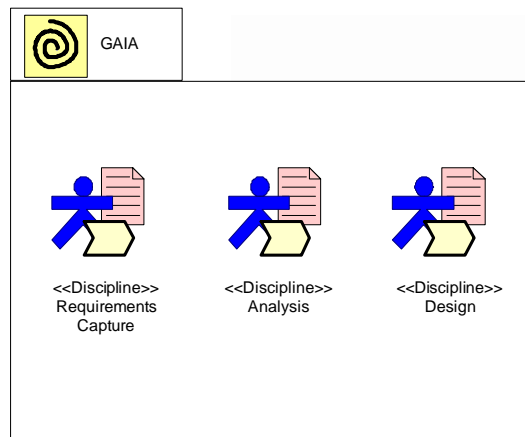 GAIA
<<Discipline>>
Requirements
Capture
<<Discipline>>
Analysis
<<Discipline>>
Design